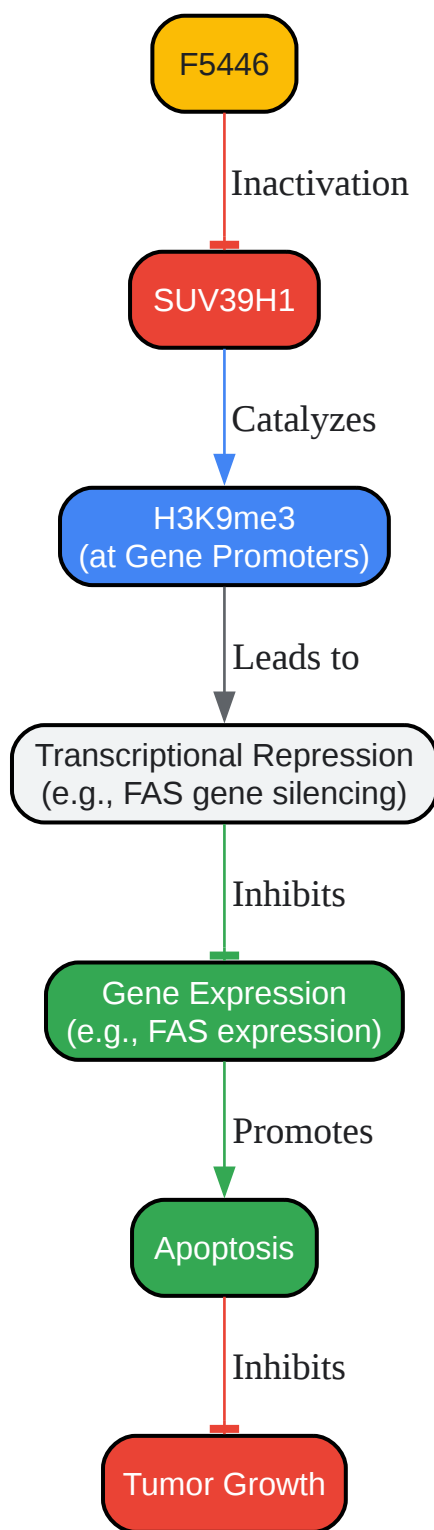 F5446
Inactivation
SUV39H1
Catalyzes
H3K9me3
(at Gene Promoters)
Leads to
Transcriptional Repression
(e.g., FAS gene silencing)
Inhibits
Gene Expression
(e.g., FAS expression)
Promotes
Apoptosis
Inhibits
Tumor Growth